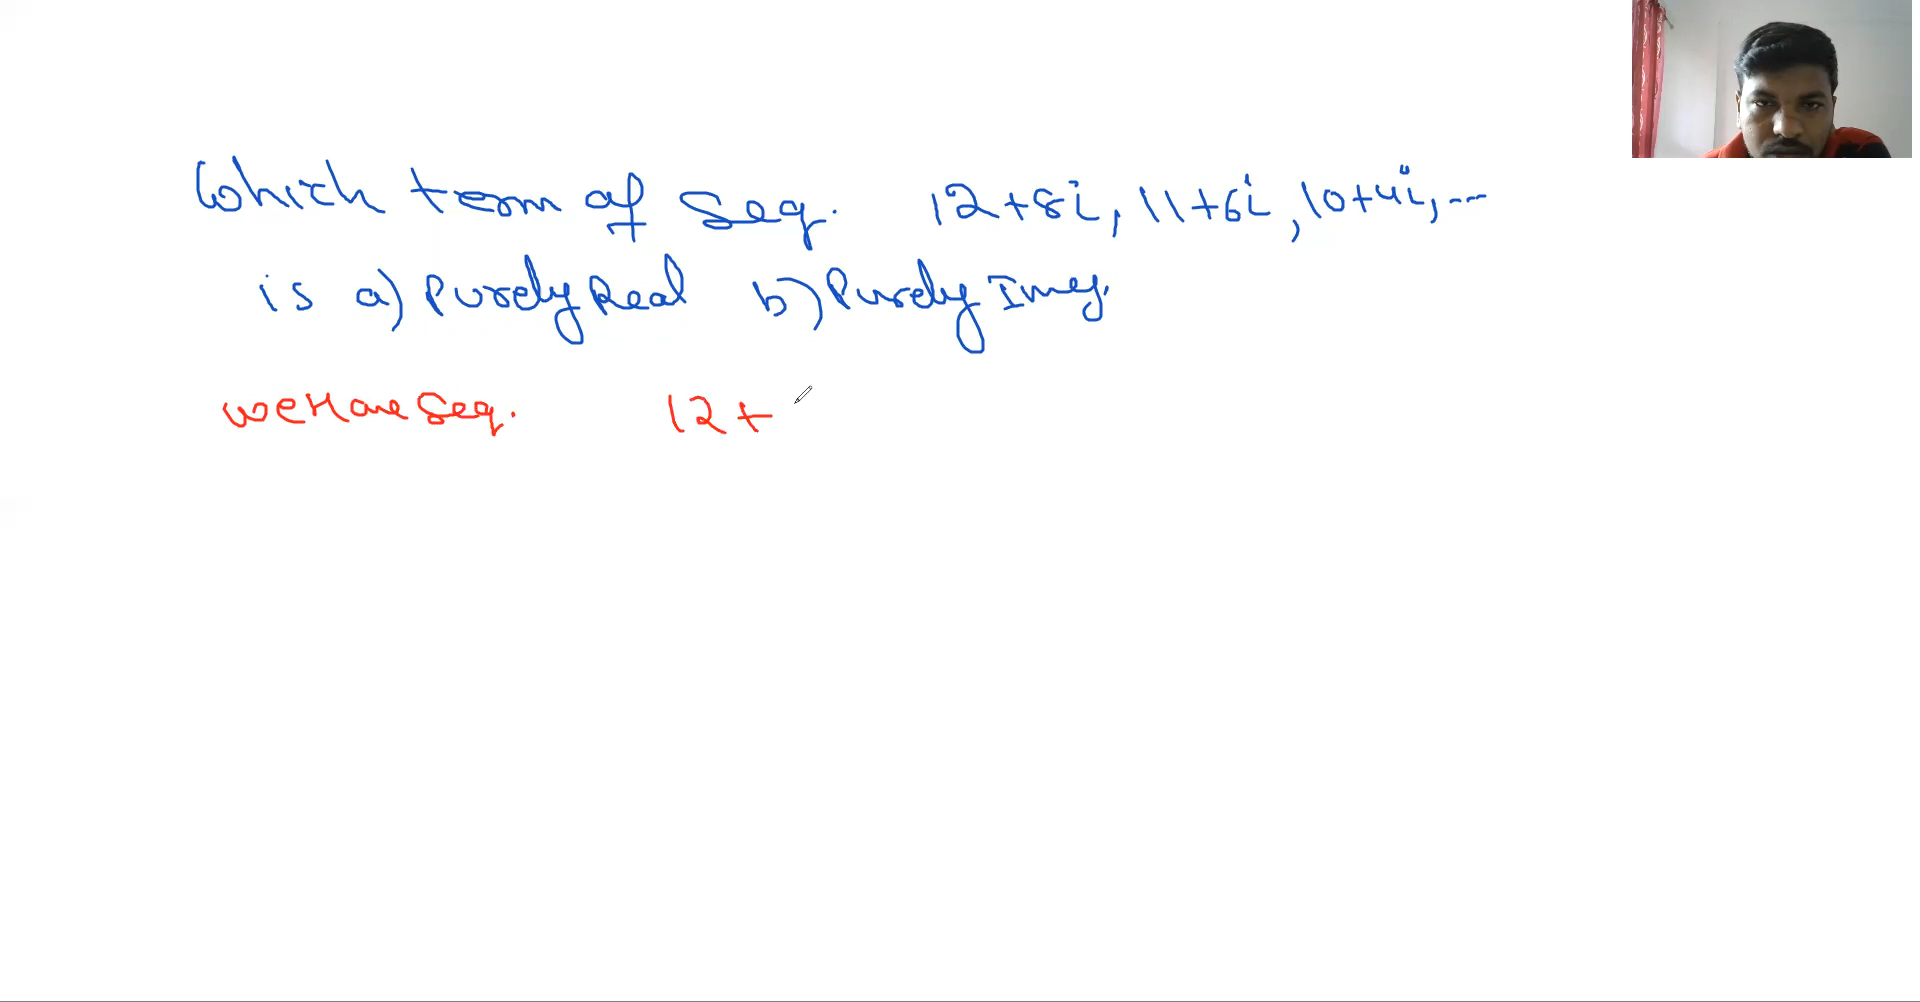 Which term of seq. 12+8i, 11+6i, 10+4i, ...
is a) Purely Real b) Purely Imag.
we Have Seq. 12+